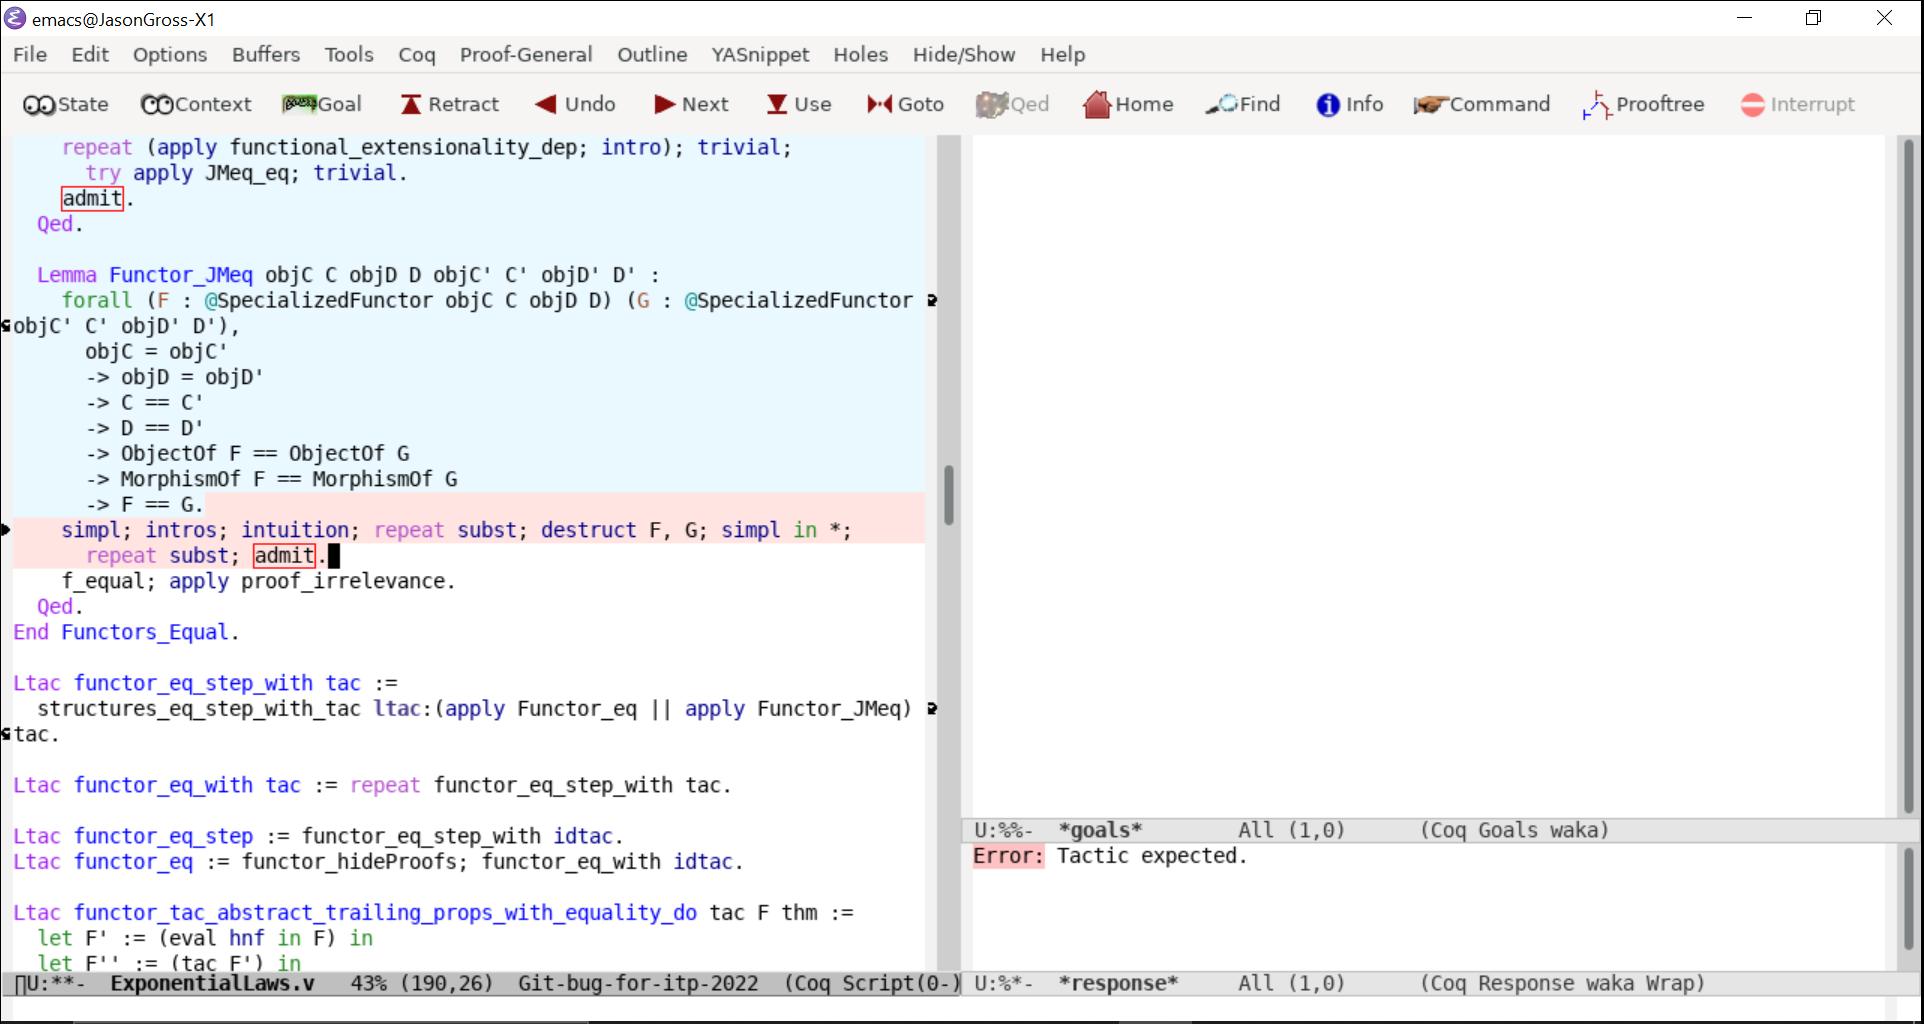 emacs@JasonGross-X1
File Edit Options Buffers Tools Coq Proof-General Outline YASnippet Holes Hide/Show Help
State Context Goal Retract Undo Next Use Goto Qed Home Find Info Command Prooftree Interrupt
repeat (apply functional_extensionality_dep; intro); trivial;
try apply JMeq_eq; trivial.
admit.
Qed.
Lemma Functor_JMeq objC C objD D objC' C' objD' D' :
forall (F : @SpecializedFunctor objC C objD D) (G : @SpecializedFunctor
objC' C' objD' D'),
objC = objC'
-> objD = objD'
-> C == C'
-> D == D'
-> ObjectOf F == ObjectOf G
-> MorphismOf F == MorphismOf G
-> F == G.
simpl; intros; intuition; repeat subst; destruct F, G; simpl in *;
repeat subst; admit.
f_equal; apply proof_irrelevance.
Qed.
End Functors_Equal.
Ltac functor_eq_step_with tac :=
structures_eq_step_with_tac ltac:(apply Functor_eq || apply Functor_JMeq)
tac.
Ltac functor_eq_with tac := repeat functor_eq_step_with tac.
Ltac functor_eq_step := functor_eq_step_with idtac.
Ltac functor_eq := functor_hideProofs; functor_eq_with idtac.
Ltac functor_tac_abstract_trailing_props_with_equality_do tac F thm :=
let F' := (eval hnf in F) in
let F'' := (tac F') in
U:**- ExponentialLaws.v 43% (190,26) Git-bug-for-itp-2022 (Coq Script(0-)
U:%%- *goals* All (1,0) (Coq Goals waka)
Error: Tactic expected.
U:%*- *response* All (1,0) (Coq Response waka Wrap)